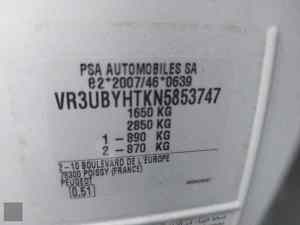 PSA AUTOMOBILES SA
e2*2007/46*0639
VR3UBYHTKN5853747
1650 KG
2850 KG
1 – 890 KG
2 – 870 KG
2-10 BOULEVARD DE L'EUROPE
78300 POISSY (FRANCE)
PEUGEOT
0.51